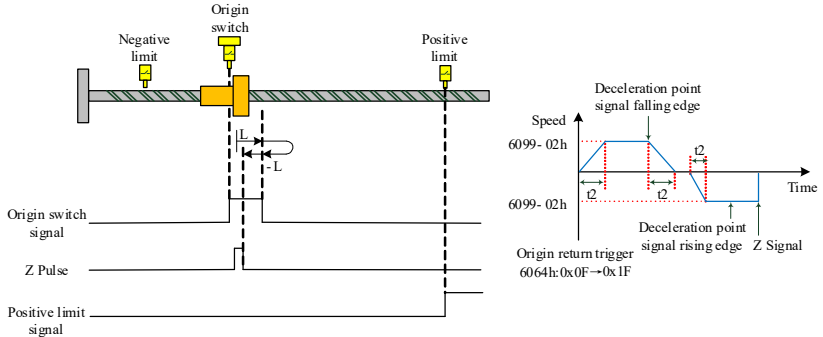 Origin
switch
Negative
limit
Positive
limit
L
- L
Origin switch
signal
Z Pulse
Positive limit
signal
Deceleration point
signal falling edge
Speed
6099- 02h
t2
t2
t2
Time
6099- 02h
Deceleration point
signal rising edge
Z Signal
Origin return trigger
6064h:0x0F→0x1F